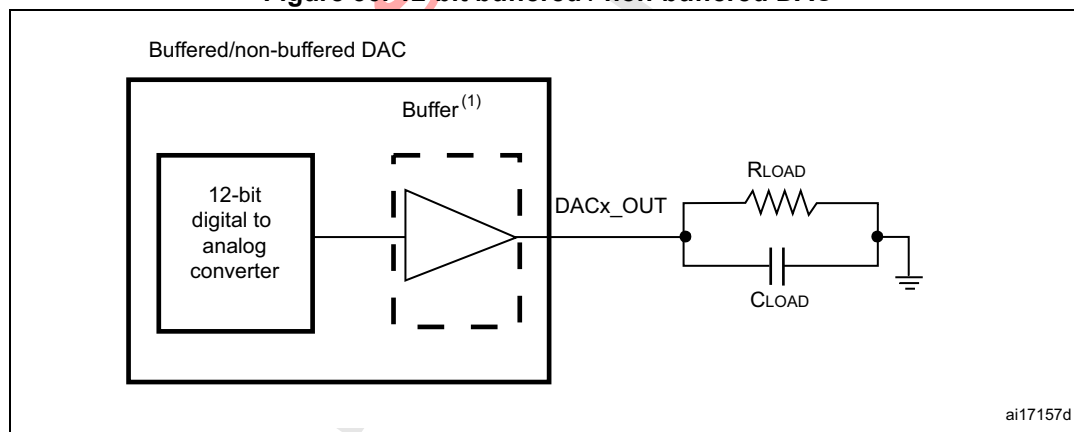 Buffered/non-buffered DAC
Buffer(1)
12-bit
digital to
analog
converter
DACx_OUT
RLOAD
CLOAD
ai17157d